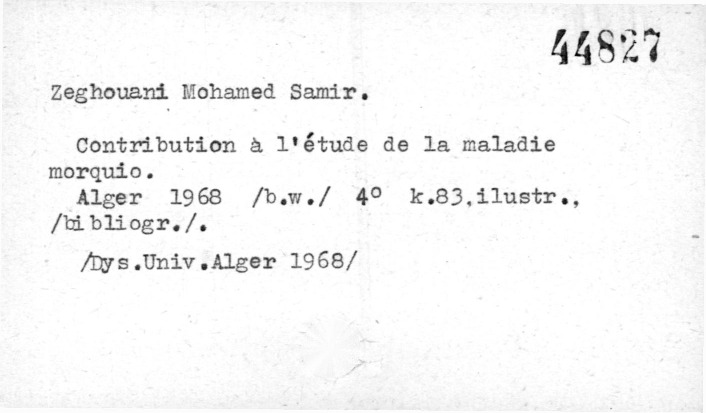 44827
Zeghouani Mohamed Samir.
Contribution à l'étude de la maladie
morquio.
Alger 1968 /b.w./ 4° k.83,ilustr.,
/bibliogr./.
/Dys.Univ.Alger 1968/